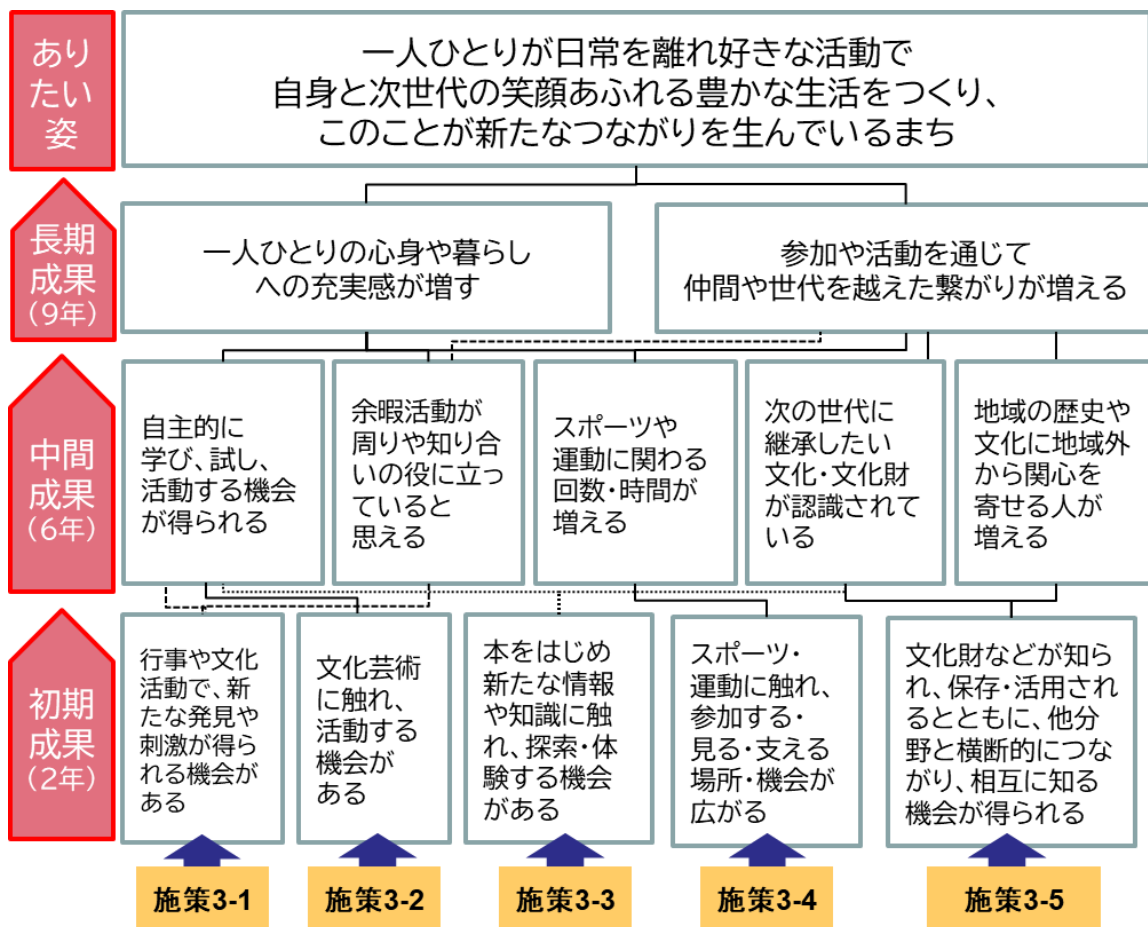 ありたい姿
一人ひとりが日常を離れ好きな活動で
自身と次世代の笑顔あふれる豊かな生活をつくり、
このことが新たなつながりを生んでいるまち
長期
成果
(9年)
一人ひとりの心身や暮らし
への充実感が増す
参加や活動を通じて
仲間や世代を越えた繋がりが増える
中間
成果
(6年)
自主的に
学び、試し、
活動する機会
が得られる
余暇活動が
周りや知り合
いの役に立っ
ていると
思える
スポーツや
運動に関わる
回数・時間が
増える
次の世代に
継承したい
文化・文化財
が認識されて
いる
地域の歴史や
文化に地域外
から関心を
寄せる人が
増える
初期
成果
(2年)
行事や文化
活動で、新
たな発見や
刺激が得ら
れる機会が
ある
文化芸術
に触れ、
活動する
機会が
ある
本をはじめ
新たな情報
や知識に触
れ、探索・体
験する機会
がある
スポーツ・
運動に触れ、
参加する・
見る・支える
場所・機会が
広がる
文化財などが知ら
れ、保存・活用され
るとともに、他分
野と横断的につな
がり、相互に知る
機会が得られる
施策3-1
施策3-2
施策3-3
施策3-4
施策3-5